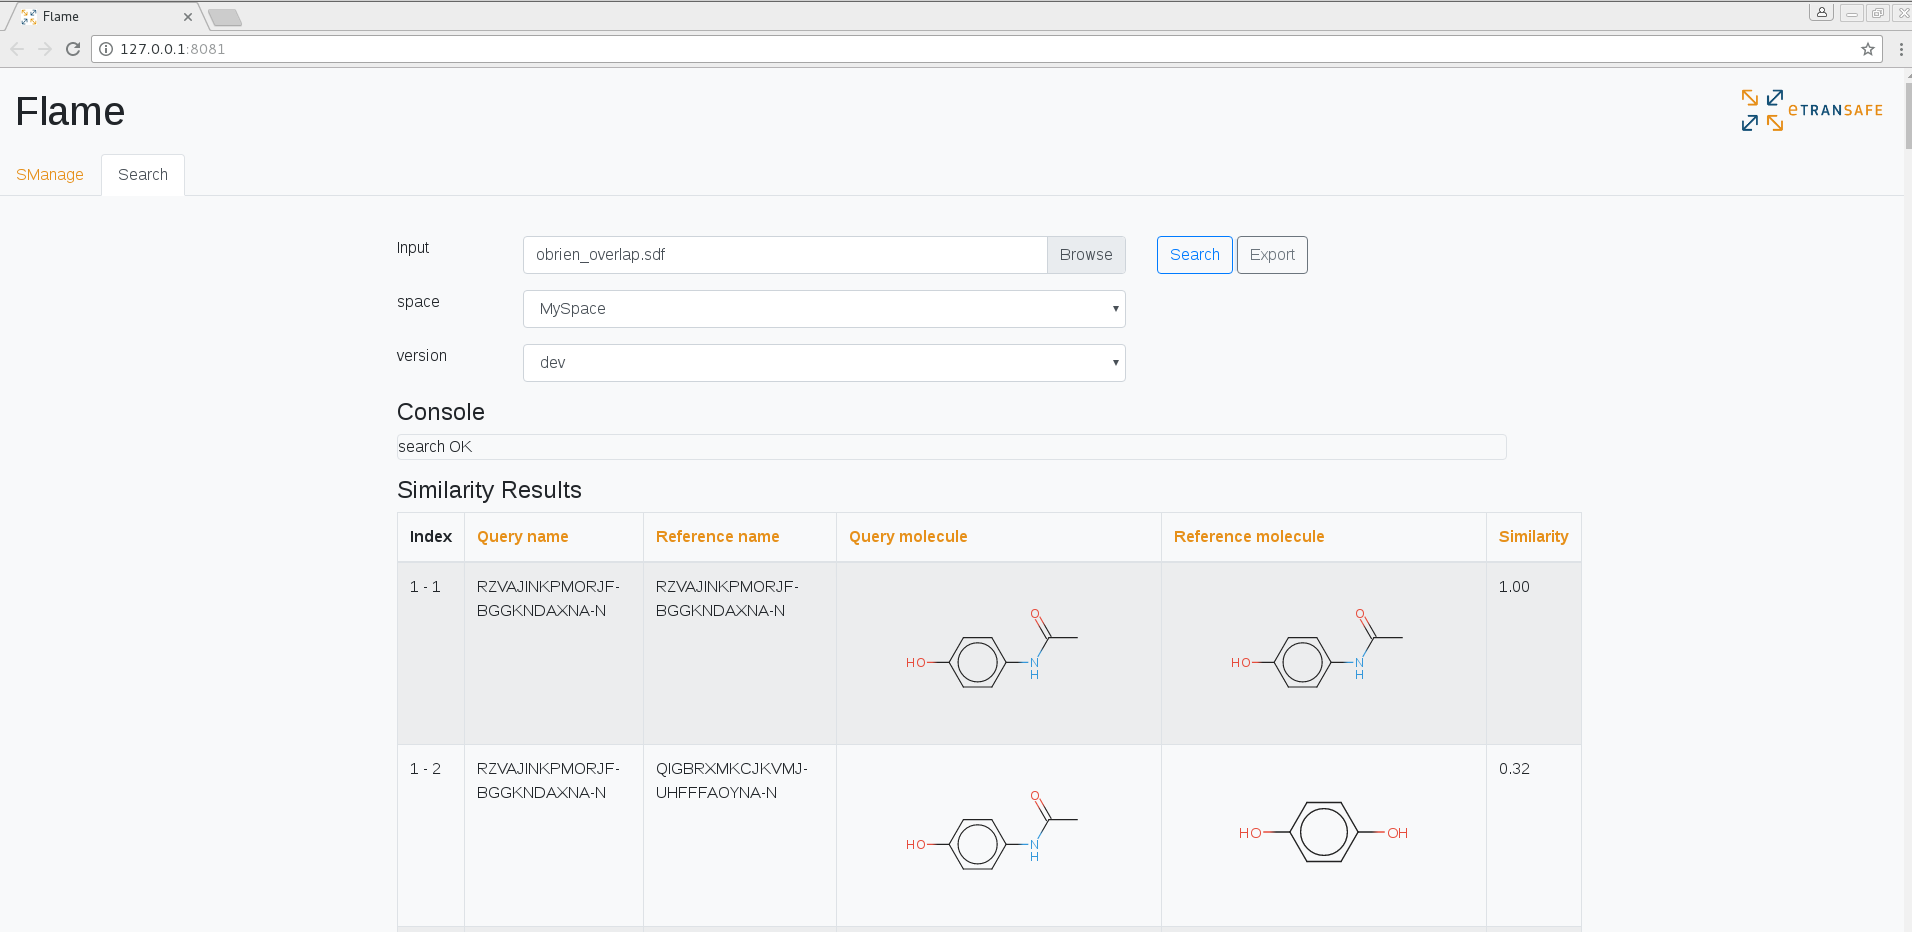 Flame
127.0.0.1:8081
Flame
eTRANSAFE
SManage
Search
Input
obrien_overlap.sdf
Browse
Search
Export
space
MySpace
version
dev
Console
search OK
Similarity Results
Index Query name Reference name Query molecule Reference molecule Similarity
1 - 1
RZVAJINKPMORJF-
BGGKNDAXNA-N
RZVAJINKPMORJF-
BGGKNDAXNA-N
O
HO
N
H
O
HO
N
H
1.00
1 - 2
RZVAJINKPMORJF-
BGGKNDAXNA-N
QIGBRXMKCJKVMJ-
UHFFFAOYNA-N
O
HO
N
H
HO
OH
0.32